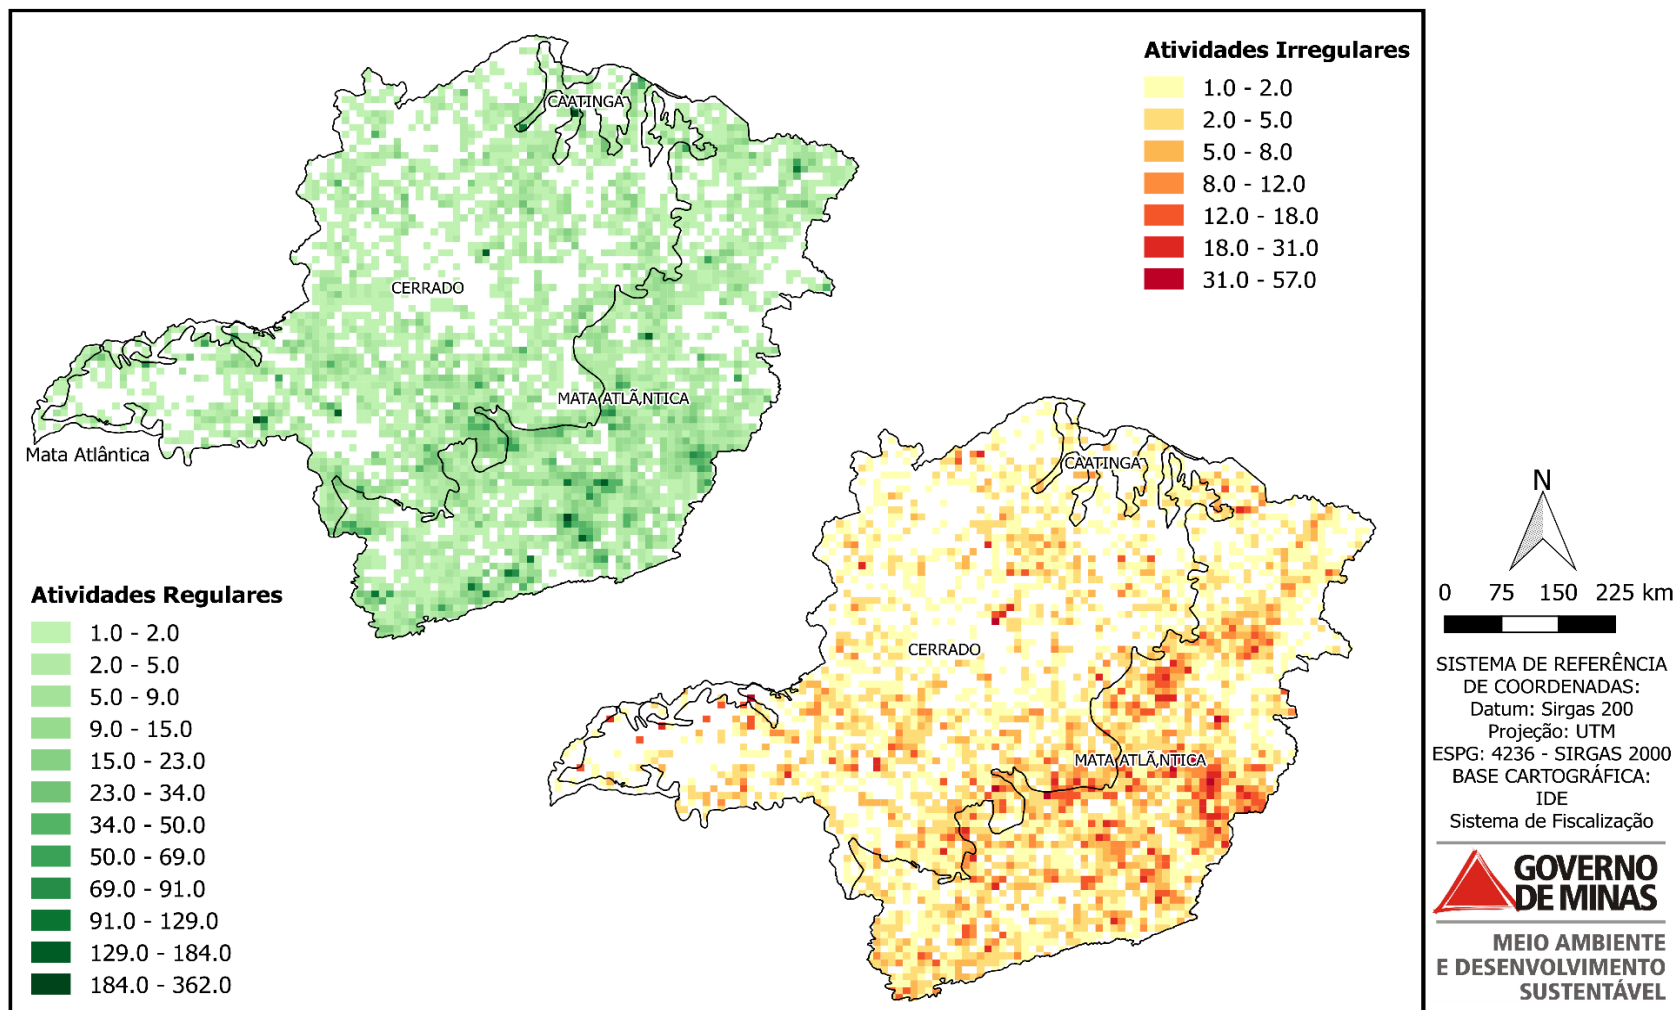 CAATINGA
CERRADO
MATA ATLÃ,NTICA
Mata Atlântica
Atividades Regulares
1.0 - 2.0
2.0 - 5.0
5.0 - 9.0
9.0 - 15.0
15.0 - 23.0
23.0 - 34.0
34.0 - 50.0
50.0 - 69.0
69.0 - 91.0
91.0 - 129.0
129.0 - 184.0
184.0 - 362.0
Atividades Irregulares
1.0 - 2.0
2.0 - 5.0
5.0 - 8.0
8.0 - 12.0
12.0 - 18.0
18.0 - 31.0
31.0 - 57.0
CAATINGA
CERRADO
MATA ATLÃ,NTICA
N
0 75 150 225 km
SISTEMA DE REFERÊNCIA
DE COORDENADAS:
Datum: Sirgas 200
Projeção: UTM
ESPG: 4236 - SIRGAS 2000
BASE CARTOGRÁFICA:
IDE
Sistema de Fiscalização
GOVERNO
DE MINAS
MEIO AMBIENTE
E DESENVOLVIMENTO
SUSTENTÁVEL